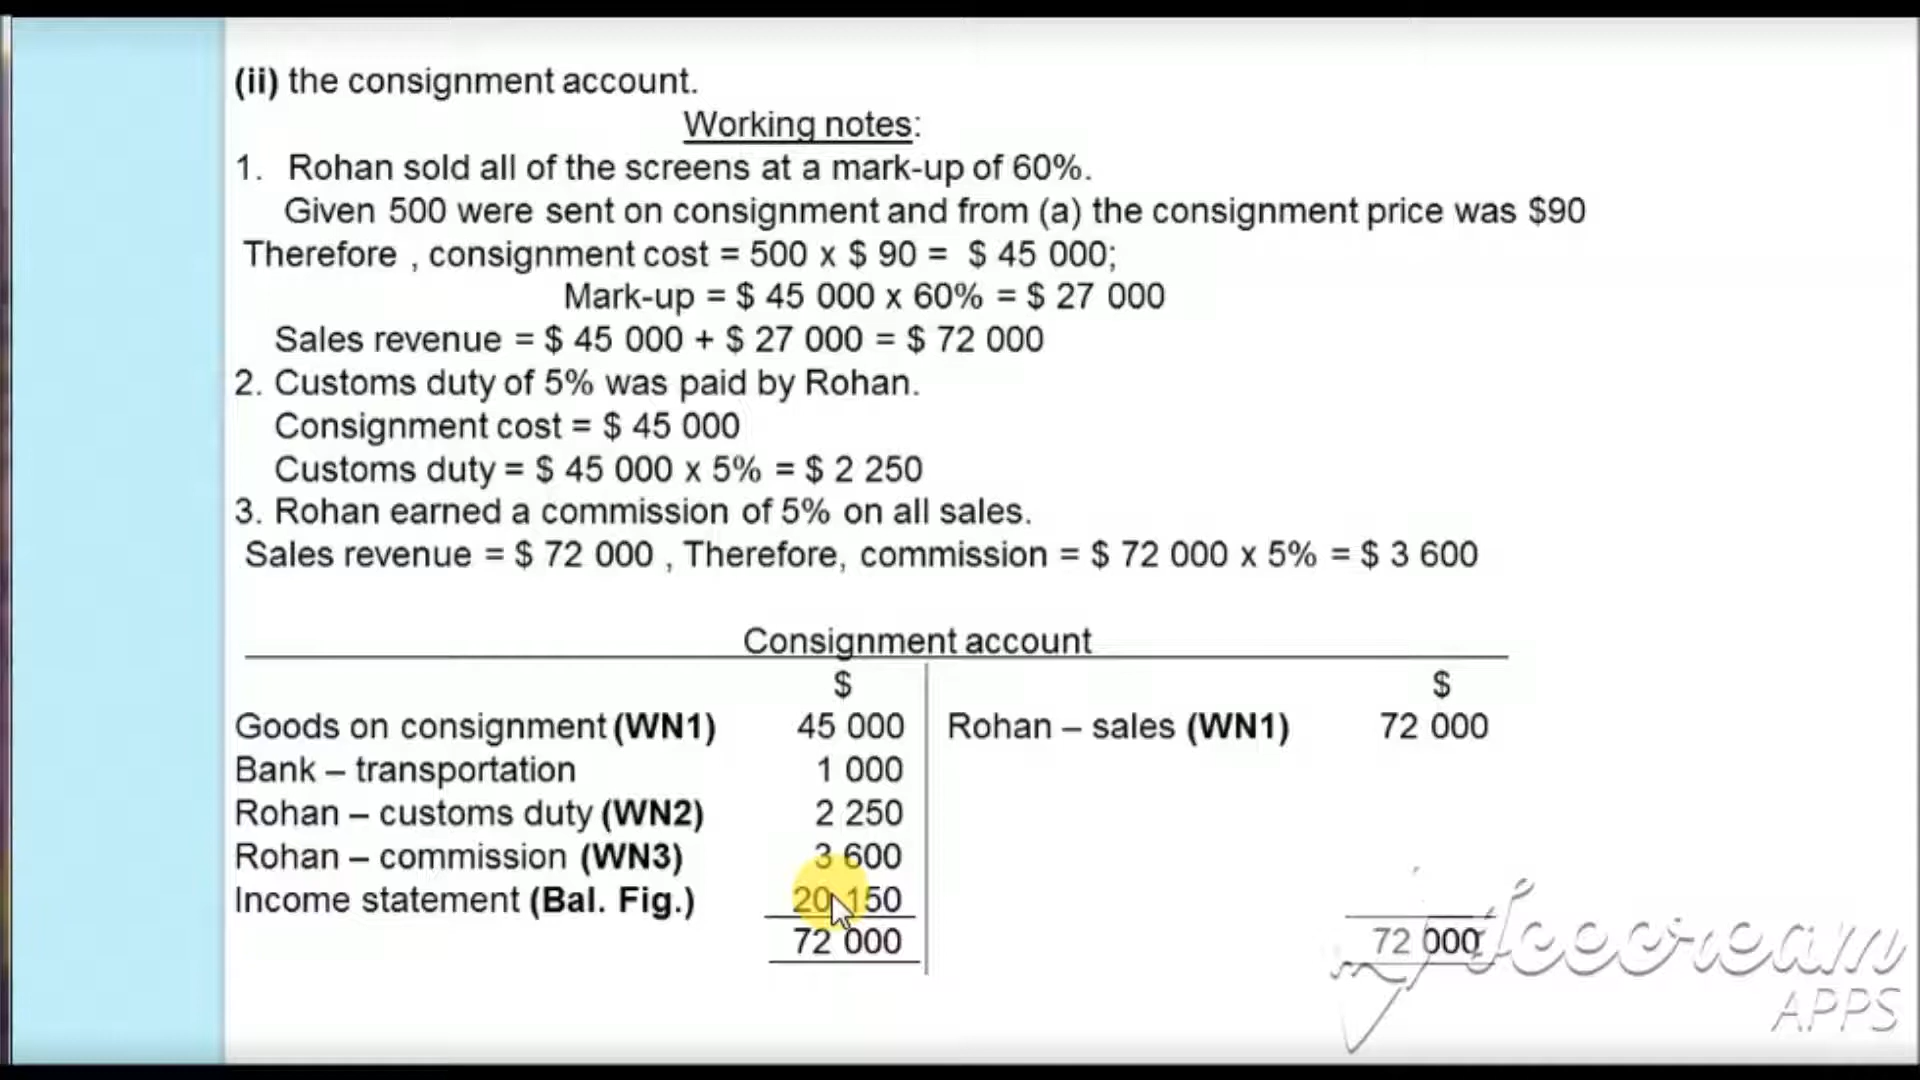 (ii) the consignment account.
Working notes:
1. Rohan sold all of the screens at a mark-up of 60%.
Given 500 were sent on consignment and from (a) the consignment price was $90
Therefore , consignment cost = 500 x $ 90 = $ 45 000;
Mark-up = $ 45 000 x 60% = $ 27 000
Sales revenue = $ 45 000 + $ 27 000 = $ 72 000
2. Customs duty of 5% was paid by Rohan.
Consignment cost = $ 45 000
Customs duty = $ 45 000 x 5% = $ 2 250
3. Rohan earned a commission of 5% on all sales.
Sales revenue = $ 72 000 , Therefore, commission = $ 72 000 x 5% = $ 3 600
Consignment account
$ $
Goods on consignment (WN1) 45 000 Rohan – sales (WN1) 72 000
Bank – transportation 1 000
Rohan – customs duty (WN2) 2 250
Rohan – commission (WN3) 3 600
Income statement (Bal. Fig.) 20 150
72 000 72 000
Icecream
APPS